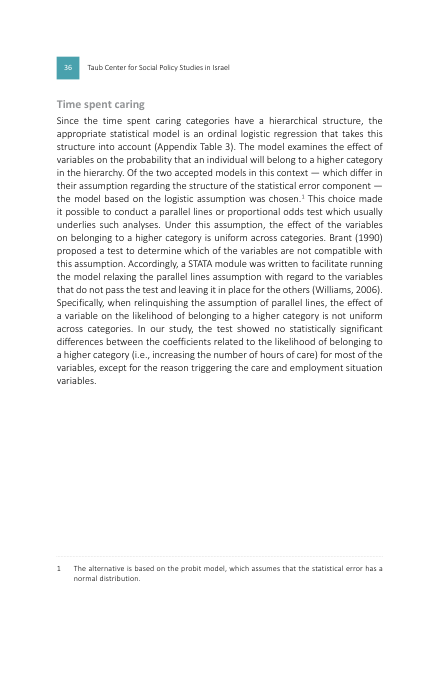 36
Taub Center for Social Policy Studies in Israel
Time spent caring
Since the time spent caring categories have a hierarchical structure, the
appropriate statistical model is an ordinal logistic regression that takes this
structure into account (Appendix Table 3). The model examines the effect of
variables on the probability that an individual will belong to a higher category
in the hierarchy. Of the two accepted models in this context — which differ in
their assumption regarding the structure of the statistical error component —
the model based on the logistic assumption was chosen.1 This choice made
it possible to conduct a parallel lines or proportional odds test which usually
underlies such analyses. Under this assumption, the effect of the variables
on belonging to a higher category is uniform across categories. Brant (1990)
proposed a test to determine which of the variables are not compatible with
this assumption. Accordingly, a STATA module was written to facilitate running
the model relaxing the parallel lines assumption with regard to the variables
that do not pass the test and leaving it in place for the others (Williams, 2006).
Specifically, when relinquishing the assumption of parallel lines, the effect of
a variable on the likelihood of belonging to a higher category is not uniform
across categories. In our study, the test showed no statistically significant
differences between the coefficients related to the likelihood of belonging to
a higher category (i.e., increasing the number of hours of care) for most of the
variables, except for the reason triggering the care and employment situation
variables.
1 The alternative is based on the probit model, which assumes that the statistical error has a
normal distribution.